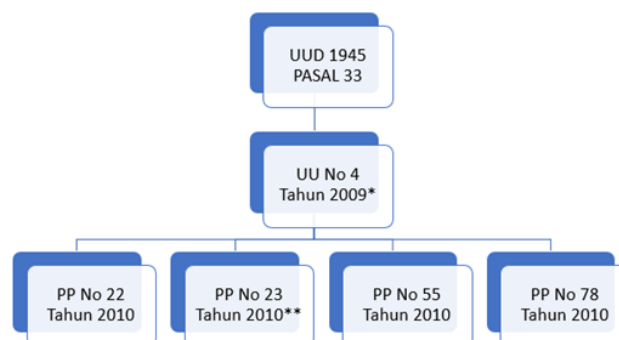 UUD 1945
PASAL 33
UU No 4
Tahun 2009*
PP No 22
Tahun 2010
PP No 23
Tahun 2010**
PP No 55
Tahun 2010
PP No 78
Tahun 2010